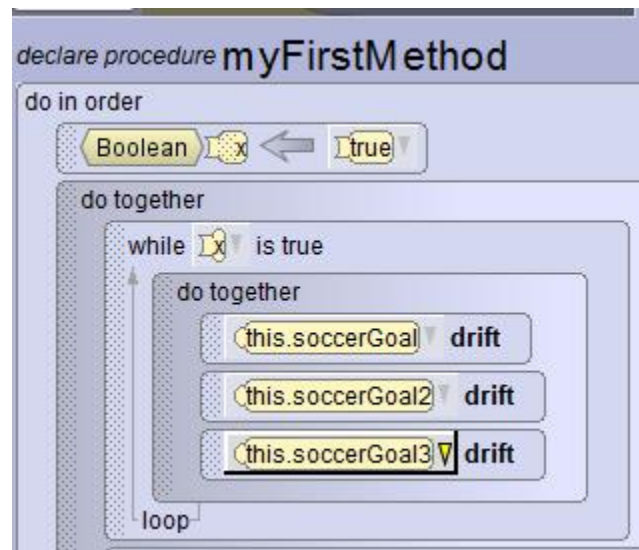 declare procedure myFirstMethod
do in order
Boolean x true
do together
while x is true
do together
this.soccerGoal drift
this.soccerGoal2 drift
this.soccerGoal3 drift
loop